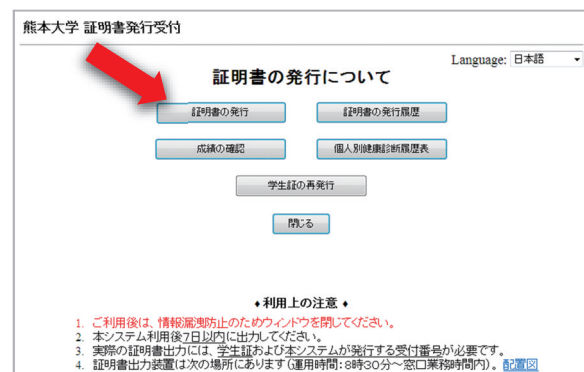 熊本大学 証明書発行受付
Language: 日本語
証明書の発行について
証明書の発行 証明書の発行履歴
成績の確認 個人別健康診断履歴表
学生証の再発行
閉じる
♦利用上の注意♦
1. ご利用後は、情報漏洩防止のためウィンドウを閉じてください。
2. 本システム利用後7日以内に出力してください。
3. 実際の証明書出力には、学生証および本システムが発行する受付番号が必要です。
4. 証明書出力装置は次の場所にあります（運用時間：8時30分～窓口業務時間内）。配置図